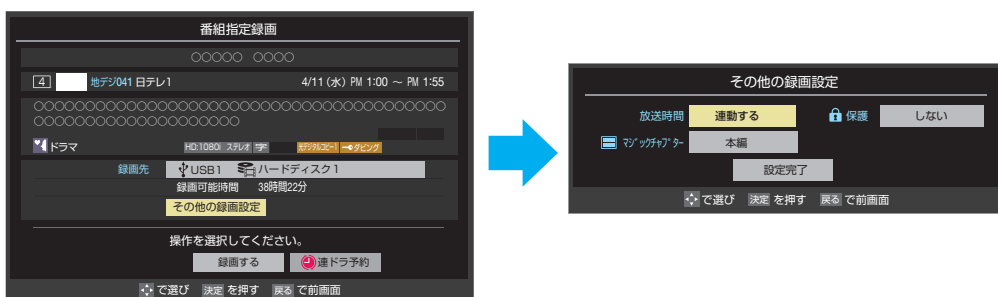 番組指定録画
○○○○○ ○○○○
4 地デジ041 日テレ1 4/11 (水) PM 1:00 ～ PM 1:55
○○○○○○○○○○○○○○○○○○○○○○○○○○○○○○○○○○○○○○○○
○○○○○○○○○○○○○○○○○○○○
ドラマ HD:1080i ステレオ 字幕 デジタルコピー ダビング
録画先 USB1 ハードディスク1
録画可能時間 38時間22分
その他の録画設定
操作を選択してください。
録画する 連ドラ予約
で選び 決定 を押す 戻る で前画面
その他の録画設定
放送時間 連動する 保護 しない
マジックチャプター 本編
設定完了
で選び 決定 を押す 戻る で前画面